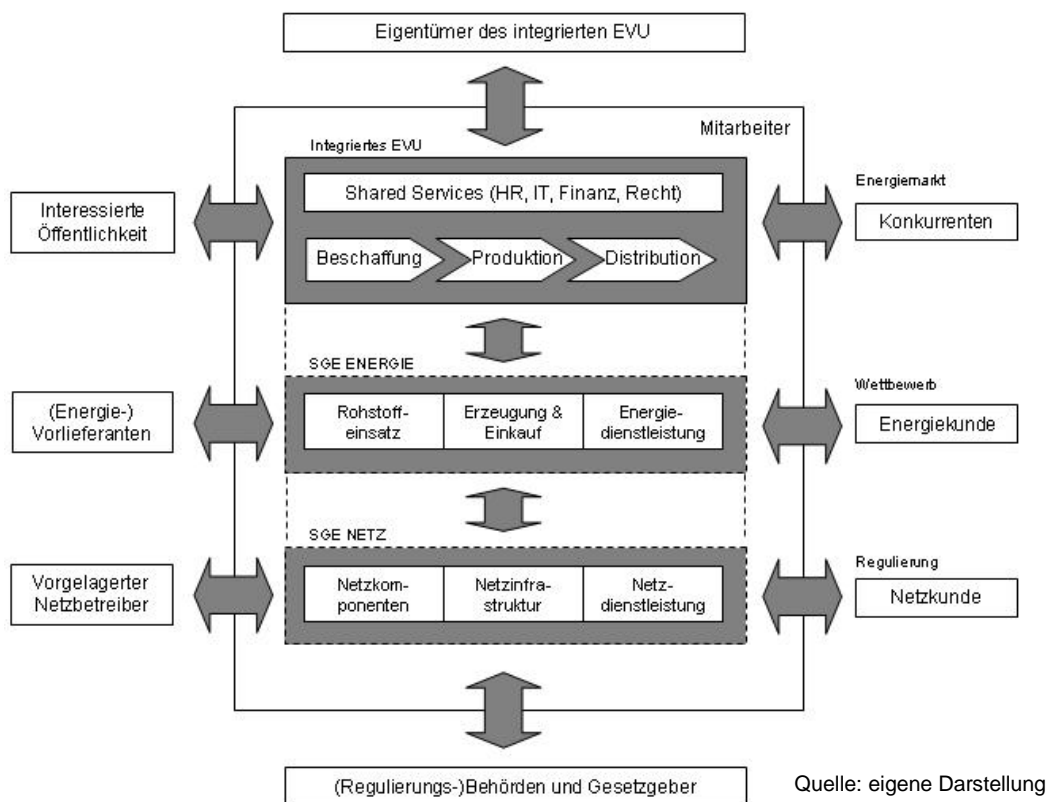 Eigentümer des integrierten EVU
Mitarbeiter
Integriertes EVU
Shared Services (HR, IT, Finanz, Recht)
Beschaffung
Produktion
Distribution
Interessierte
Öffentlichkeit
Energiemarkt
Konkurrenten
SGE ENERGIE
Rohstoff-
einsatz
Erzeugung &
Einkauf
Energie-
dienstleistung
(Energie-)
Vorlieferanten
Wettbewerb
Energiekunde
SGE NETZ
Netzkom-
ponenten
Netzinfra-
struktur
Netz-
dienstleistung
Vorgelagerter
Netzbetreiber
Regulierung
Netzkunde
(Regulierungs-)Behörden und Gesetzgeber
Quelle: eigene Darstellung